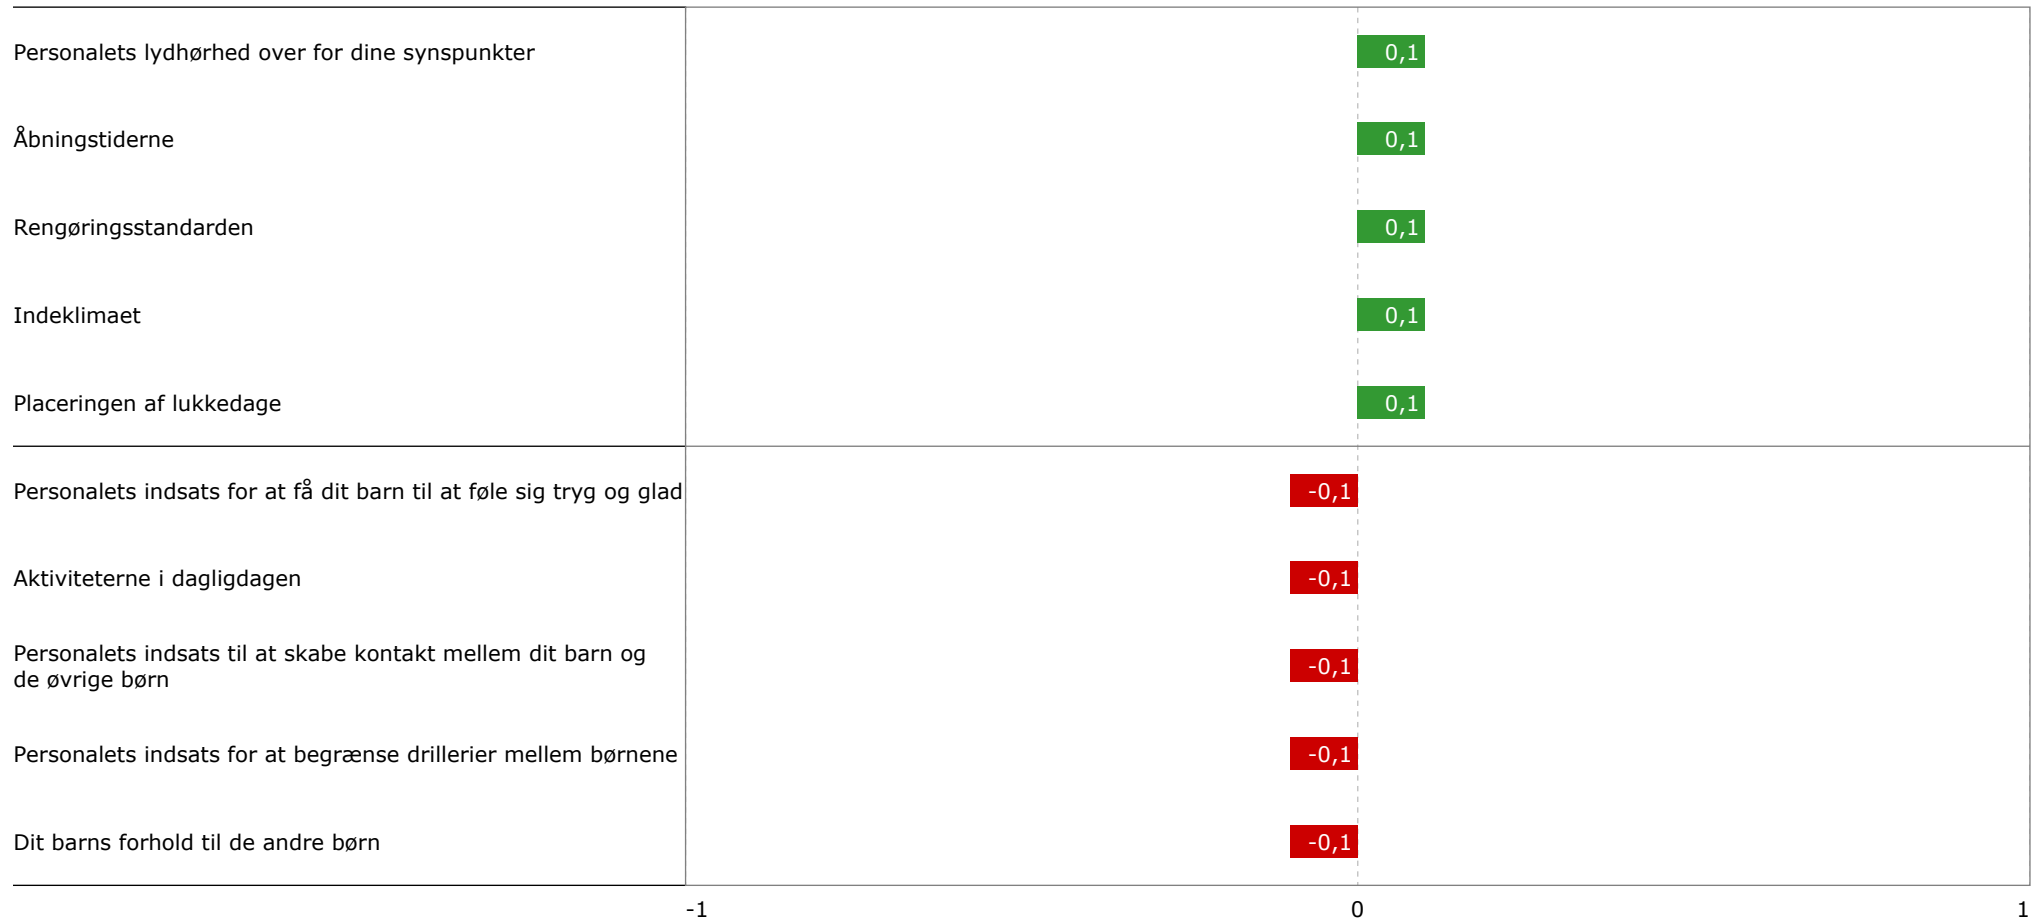 Personalets lydhørhed over for dine synspunkter
0,1
Åbningstiderne
0,1
Rengøringsstandarden
0,1
Indeklimaet
0,1
Placeringen af lukkedage
0,1
Personalets indsats for at få dit barn til at føle sig tryg og glad
-0,1
Aktiviteterne i dagligdagen
-0,1
Personalets indsats til at skabe kontakt mellem dit barn og
de øvrige børn
-0,1
Personalets indsats for at begrænse drillerier mellem børnene
-0,1
Dit barns forhold til de andre børn
-0,1
-1 0 1